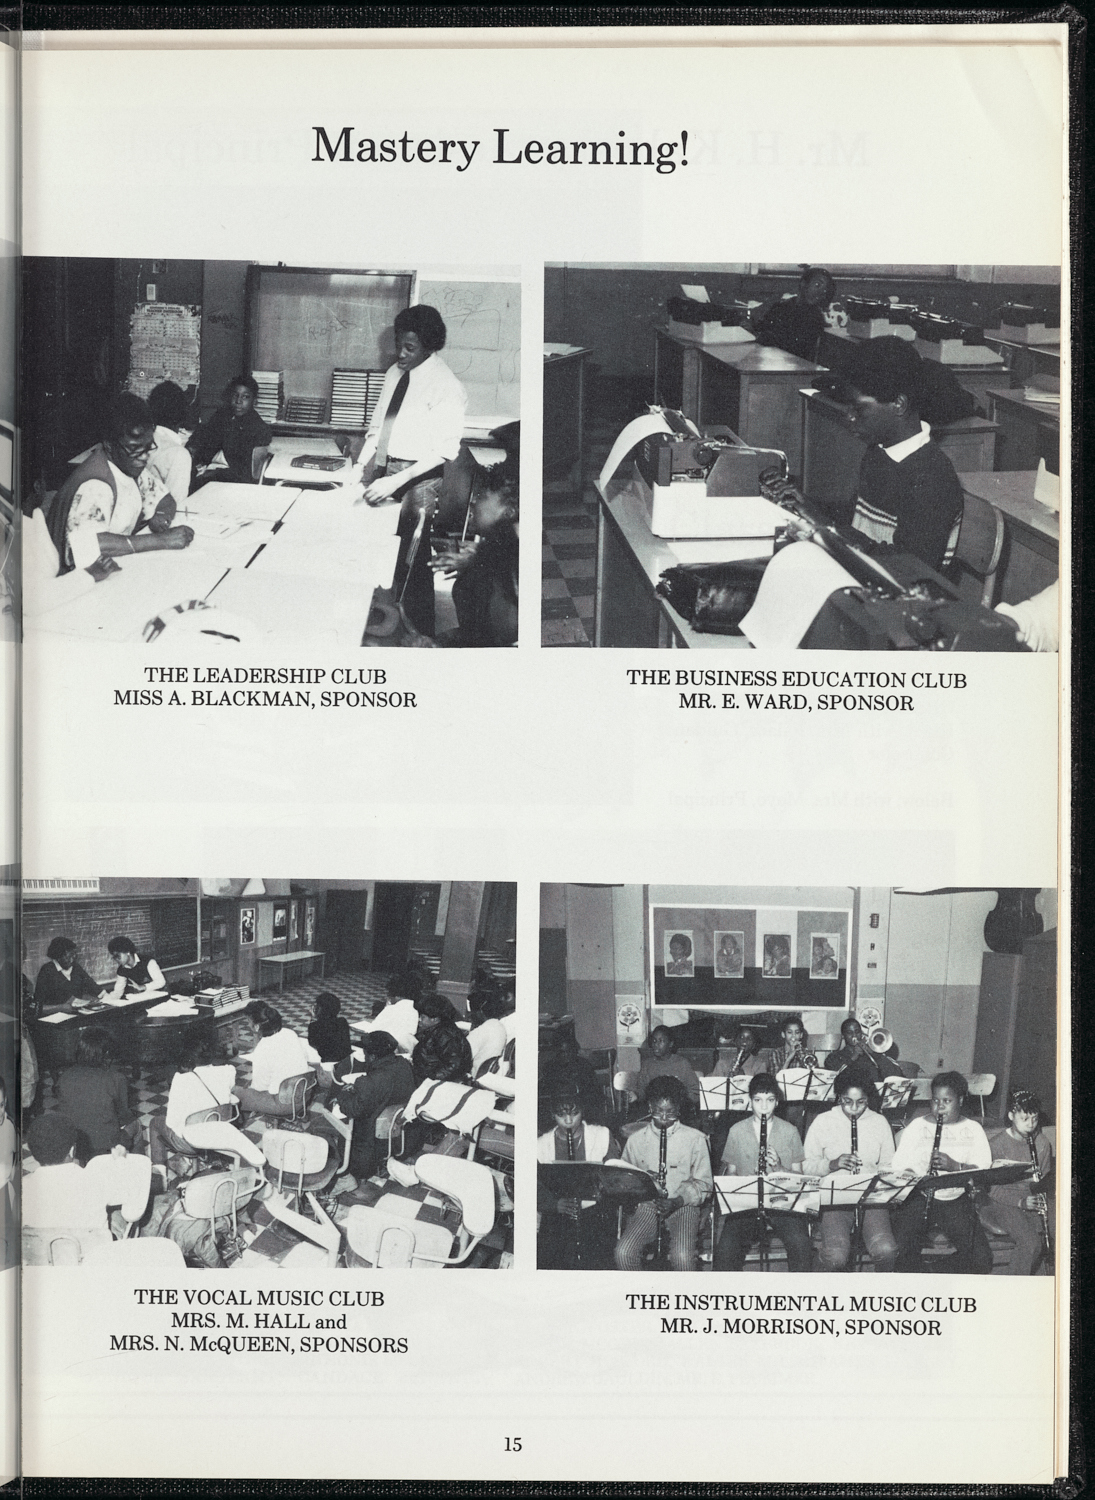 Mastery Learning!
THE LEADERSHIP CLUB
MISS A. BLACKMAN, SPONSOR
THE BUSINESS EDUCATION CLUB
MR. E. WARD, SPONSOR
THE VOCAL MUSIC CLUB
MRS. M. HALL and
MRS. N. McQUEEN, SPONSORS
THE INSTRUMENTAL MUSIC CLUB
MR. J. MORRISON, SPONSOR
15